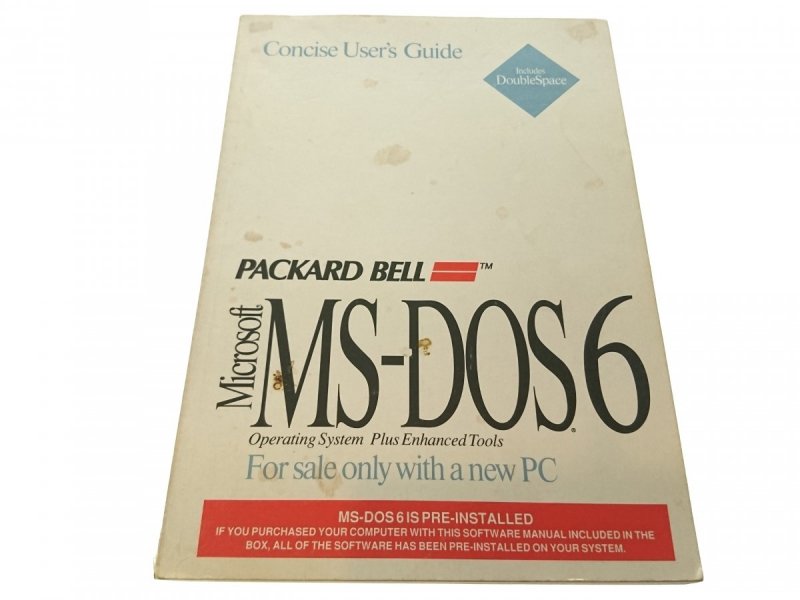 Concise User's Guide
Includes
DoubleSpace
PACKARD BELL ™
Microsoft
MS-DOS® 6
Operating System Plus Enhanced Tools
For sale only with a new PC
MS-DOS 6 IS PRE-INSTALLED
IF YOU PURCHASED YOUR COMPUTER WITH THIS SOFTWARE MANUAL INCLUDED IN THE
BOX, ALL OF THE SOFTWARE HAS BEEN PRE-INSTALLED ON YOUR SYSTEM.